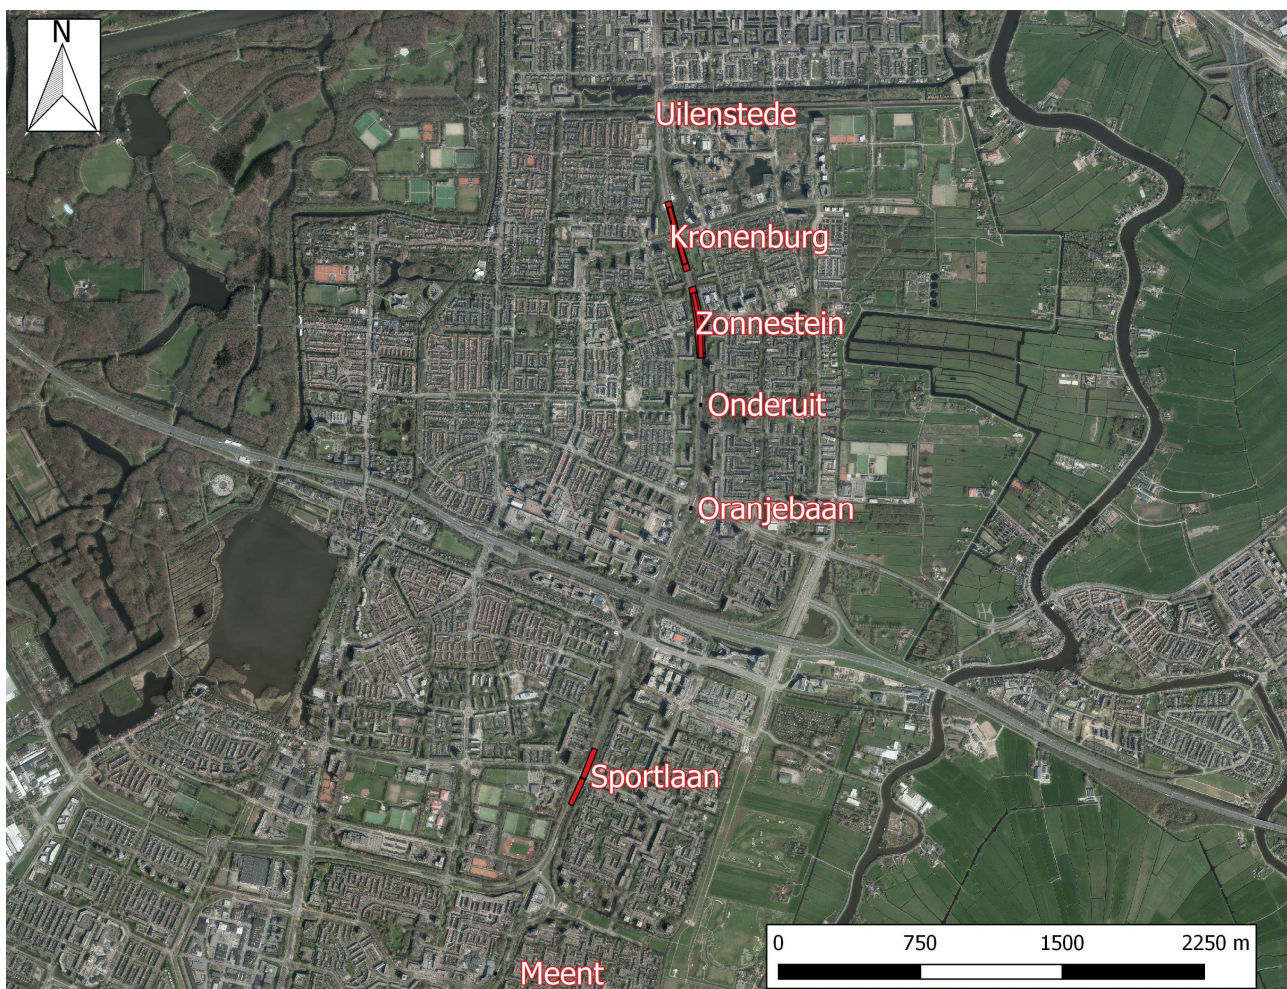 N
Uilenstede
Kronenburg
Zonnestein
Onderuit
Oranjebaan
Sportlaan
Meent
0 750 1500 2250 m